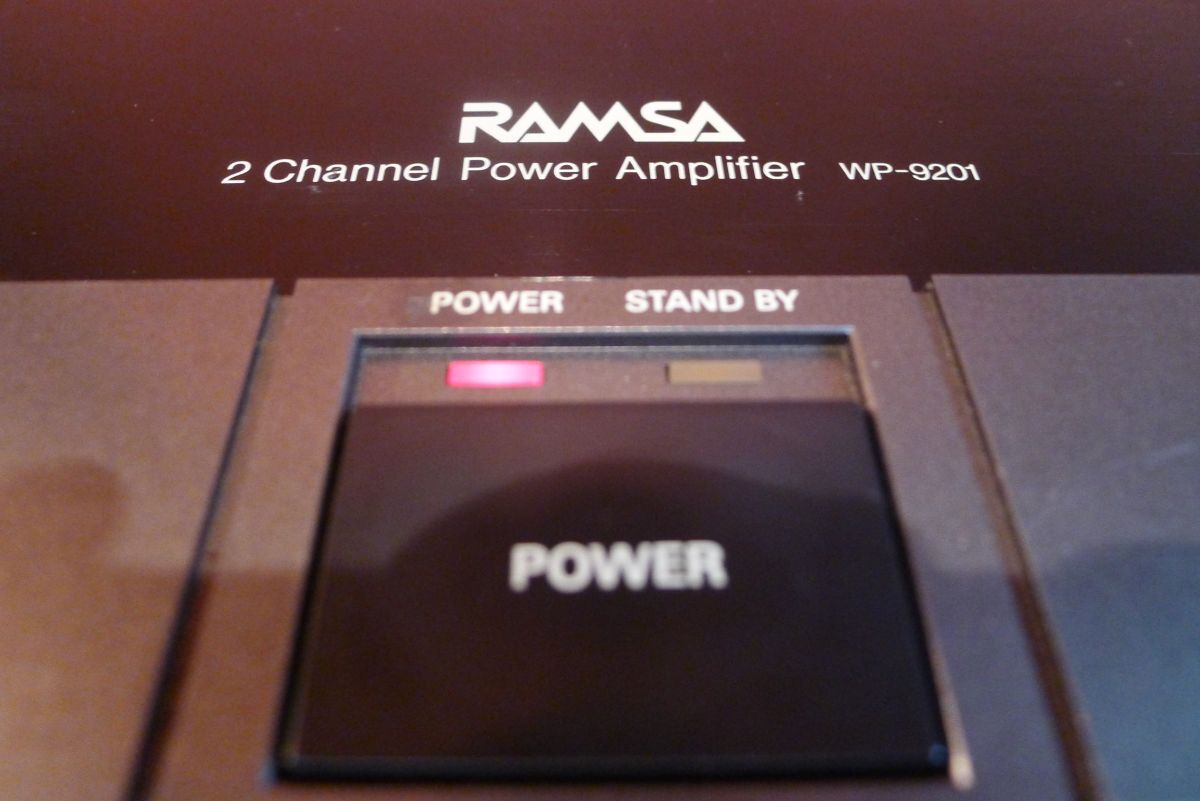 RAMSA
2 Channel Power Amplifier WP-9201
POWER STAND BY
POWER